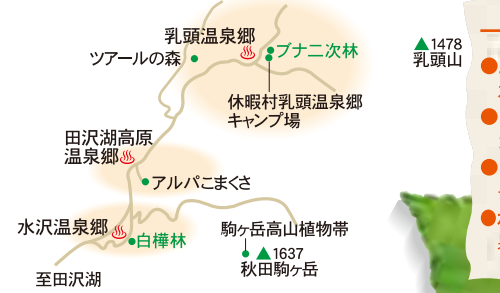 乳頭温泉郷
ツアールの森
ブナ二次林
▲1478
乳頭山
休暇村乳頭温泉郷
キャンプ場
田沢湖高原
温泉郷
アルパこまくさ
水沢温泉郷
白樺林
駒ヶ岳高山植物帯
▲1637
秋田駒ヶ岳
至田沢湖